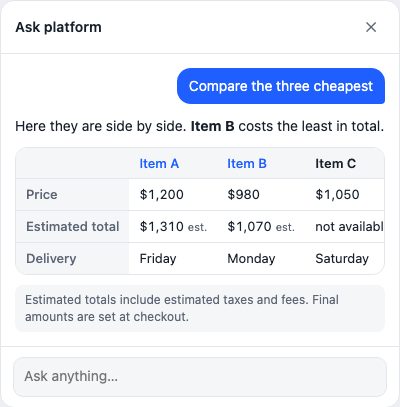 Ask platform
Compare the three cheapest
Here they are side by side. Item B costs the least in total.
Item A Item B Item C
Price $1,200 $980 $1,050
Estimated total $1,310 est. $1,070 est. not availabl
Delivery Friday Monday Saturday
Estimated totals include estimated taxes and fees. Final
amounts are set at checkout.
Ask anything...